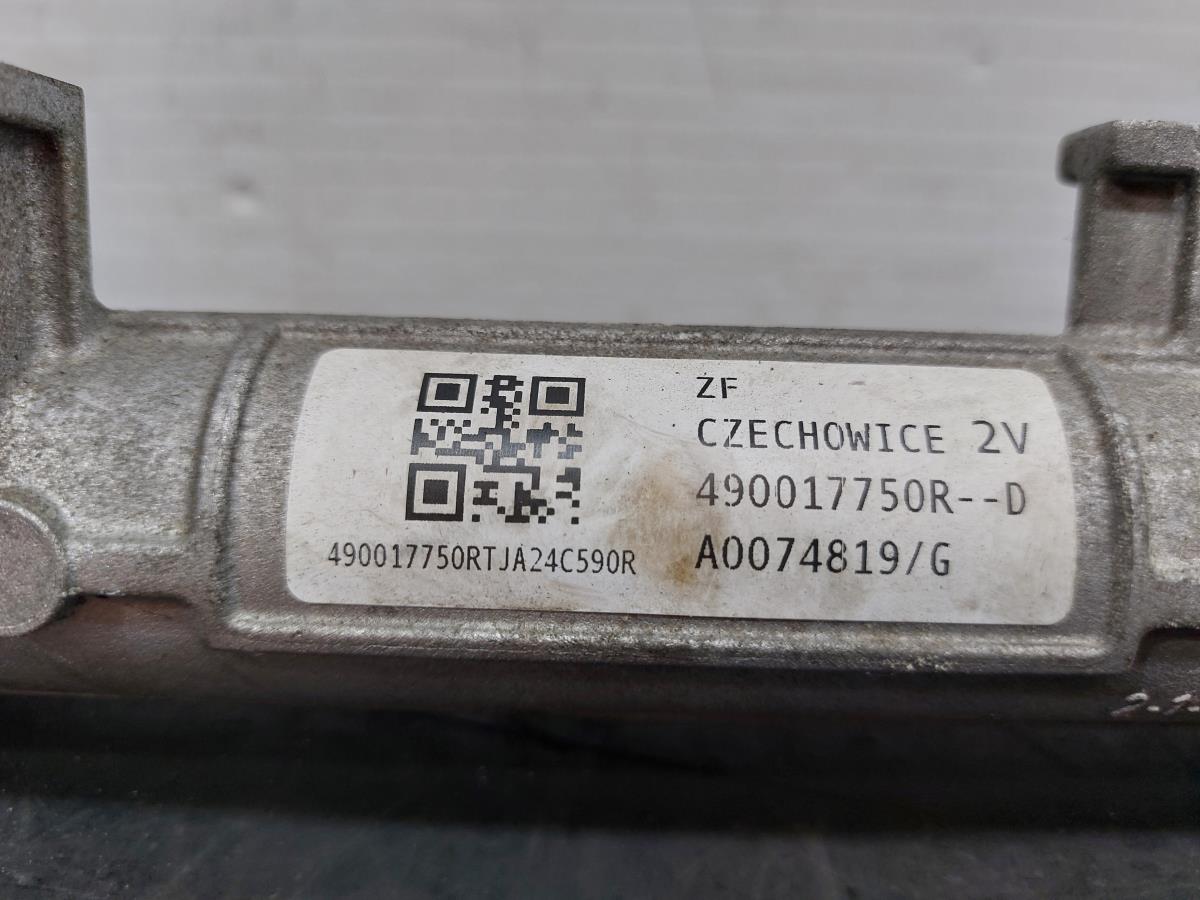 ZF
CZECHOWICE 2V
490017750R--D
A0074819/G
490017750RTJA24C590R